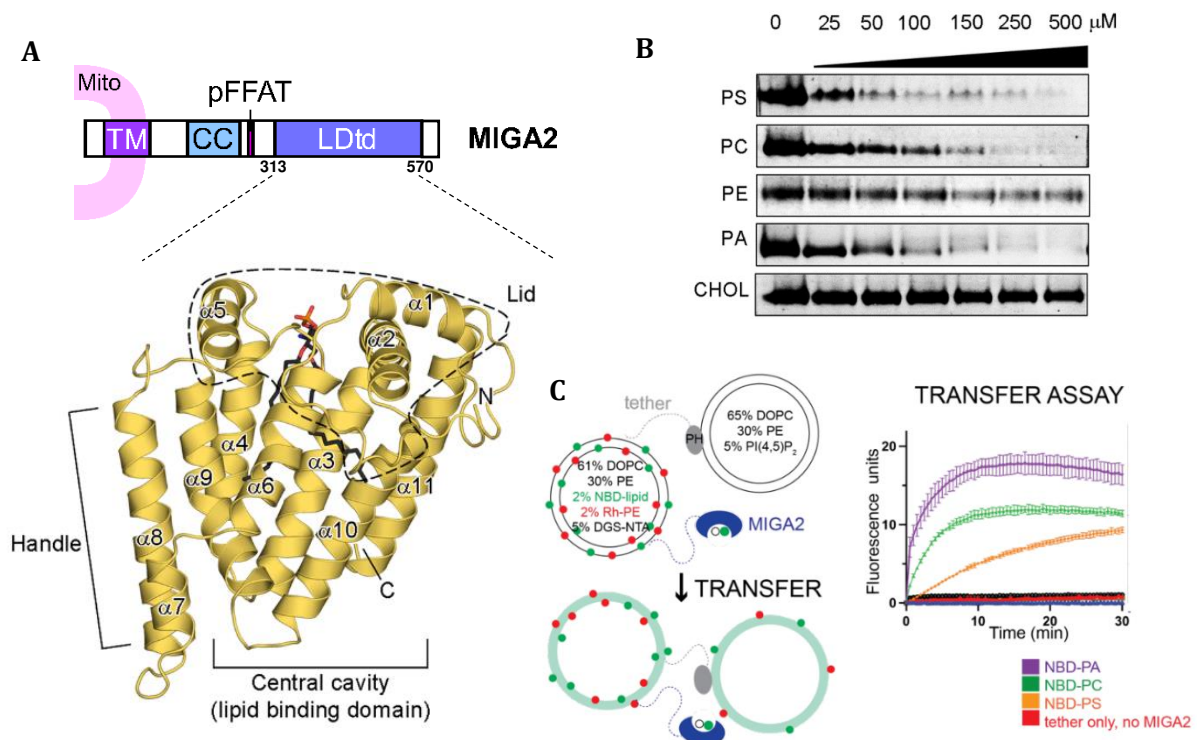 A
Mito
pFFAT
TM
CC
LDtd
MIGA2
313
570
α5
α1
Lid
α2
N
α4
α3
α9
α6
α11
α10
Handle
α8
C
α7
Central cavity
(lipid binding domain)
B
0 25 50 100 150 250 500 μM
PS
PC
PE
PA
CHOL
C
tether
PH
65% DOPC
30% PE
5% PI(4,5)P₂
61% DOPC
30% PE
2% NBD-lipid
2% Rh-PE
5% DGS-NTA
MIGA2
TRANSFER
TRANSFER ASSAY
Fluorescence units
20
10
0
0 10 20 30
Time (min)
NBD-PA
NBD-PC
NBD-PS
tether only, no MIGA2